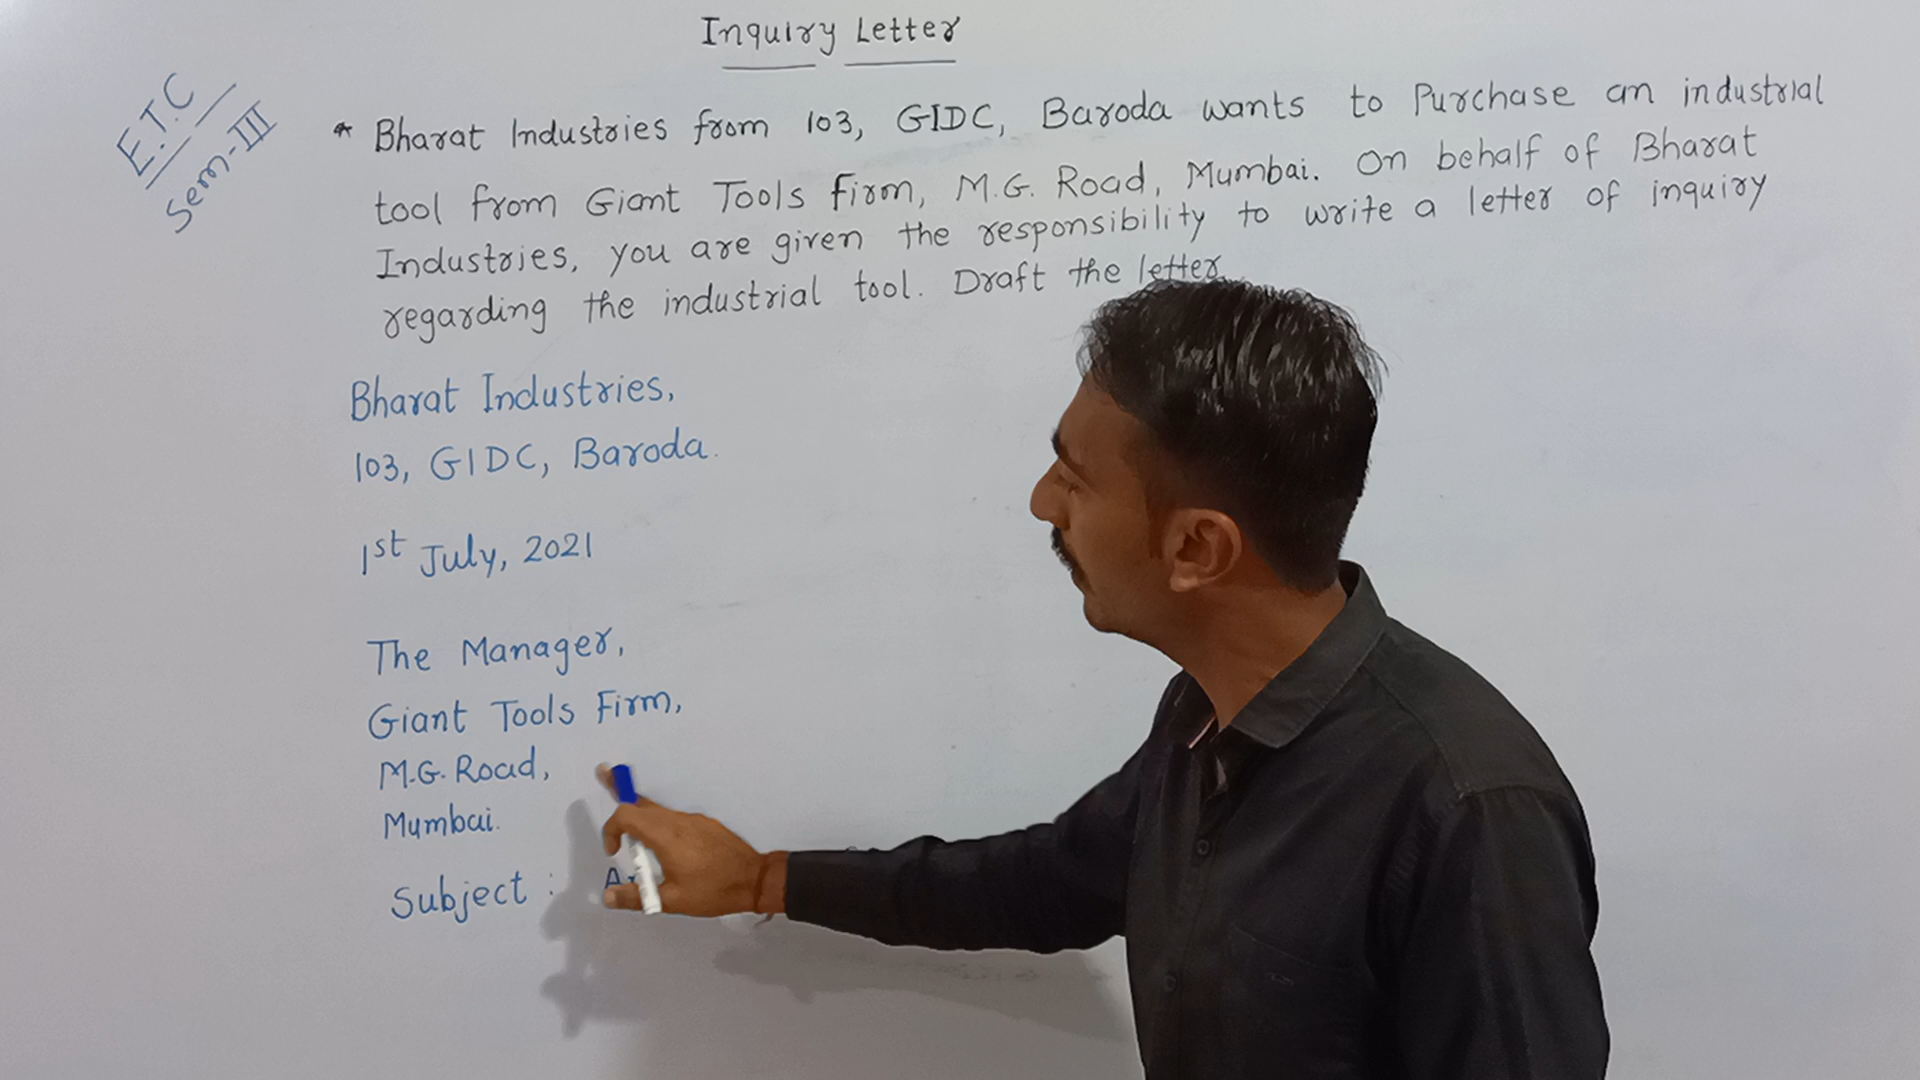 Inquiry Letter
E.T.C
Sem-III
* Bharat Industries from 103, GIDC, Baroda wants to Purchase an industrial
tool from Giant Tools Firm, M.G. Road, Mumbai. On behalf of Bharat
Industries, you are given the responsibility to write a letter of inquiry
regarding the industrial tool. Draft the letter
Bharat Industries,
103, GIDC, Baroda.
1st July, 2021
The Manager,
Giant Tools Firm,
M.G. Road,
Mumbai.
Subject :